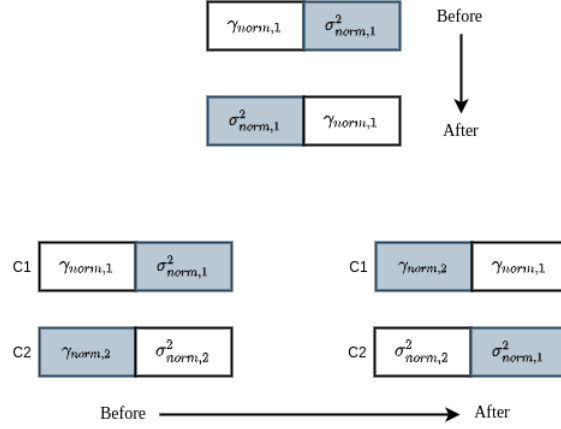 γnorm,1 σ²norm,1 Before
σ²norm,1 γnorm,1 After
C1 γnorm,1 σ²norm,1 C1 γnorm,2 γnorm,1
C2 γnorm,2 σ²norm,2 C2 σ²norm,2 σ²norm,1
Before After